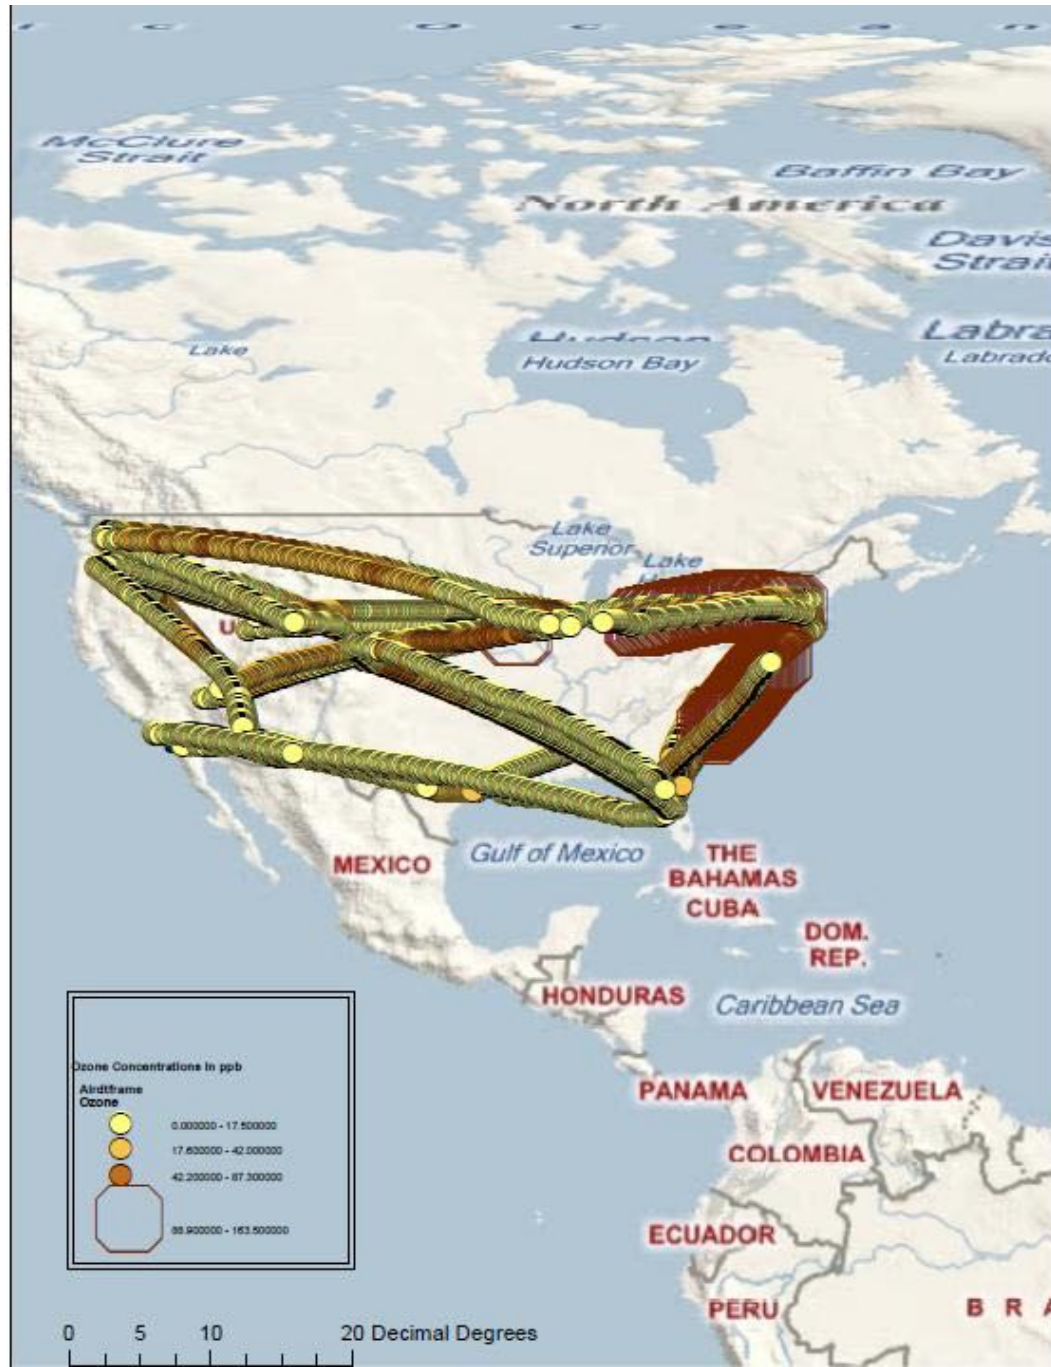 i c O c e a n
McClure
Strait
Baffin Bay
North America
Davis
Strait
Hudson
Labra
Lake
Hudson Bay
Labrado
Lake
Superior
Lake
H
U
MEXICO
Gulf of Mexico
THE
BAHAMAS
CUBA
DOM.
REP.
HONDURAS
Caribbean Sea
PANAMA
VENEZUELA
COLOMBIA
ECUADOR
PERU
B R A
Ozone Concentrations in ppb
Airdtframe
Ozone
0.000000 - 17.500000
17.600000 - 42.000000
42.200000 - 87.300000
88.900000 - 163.500000
0 5 10 20 Decimal Degrees